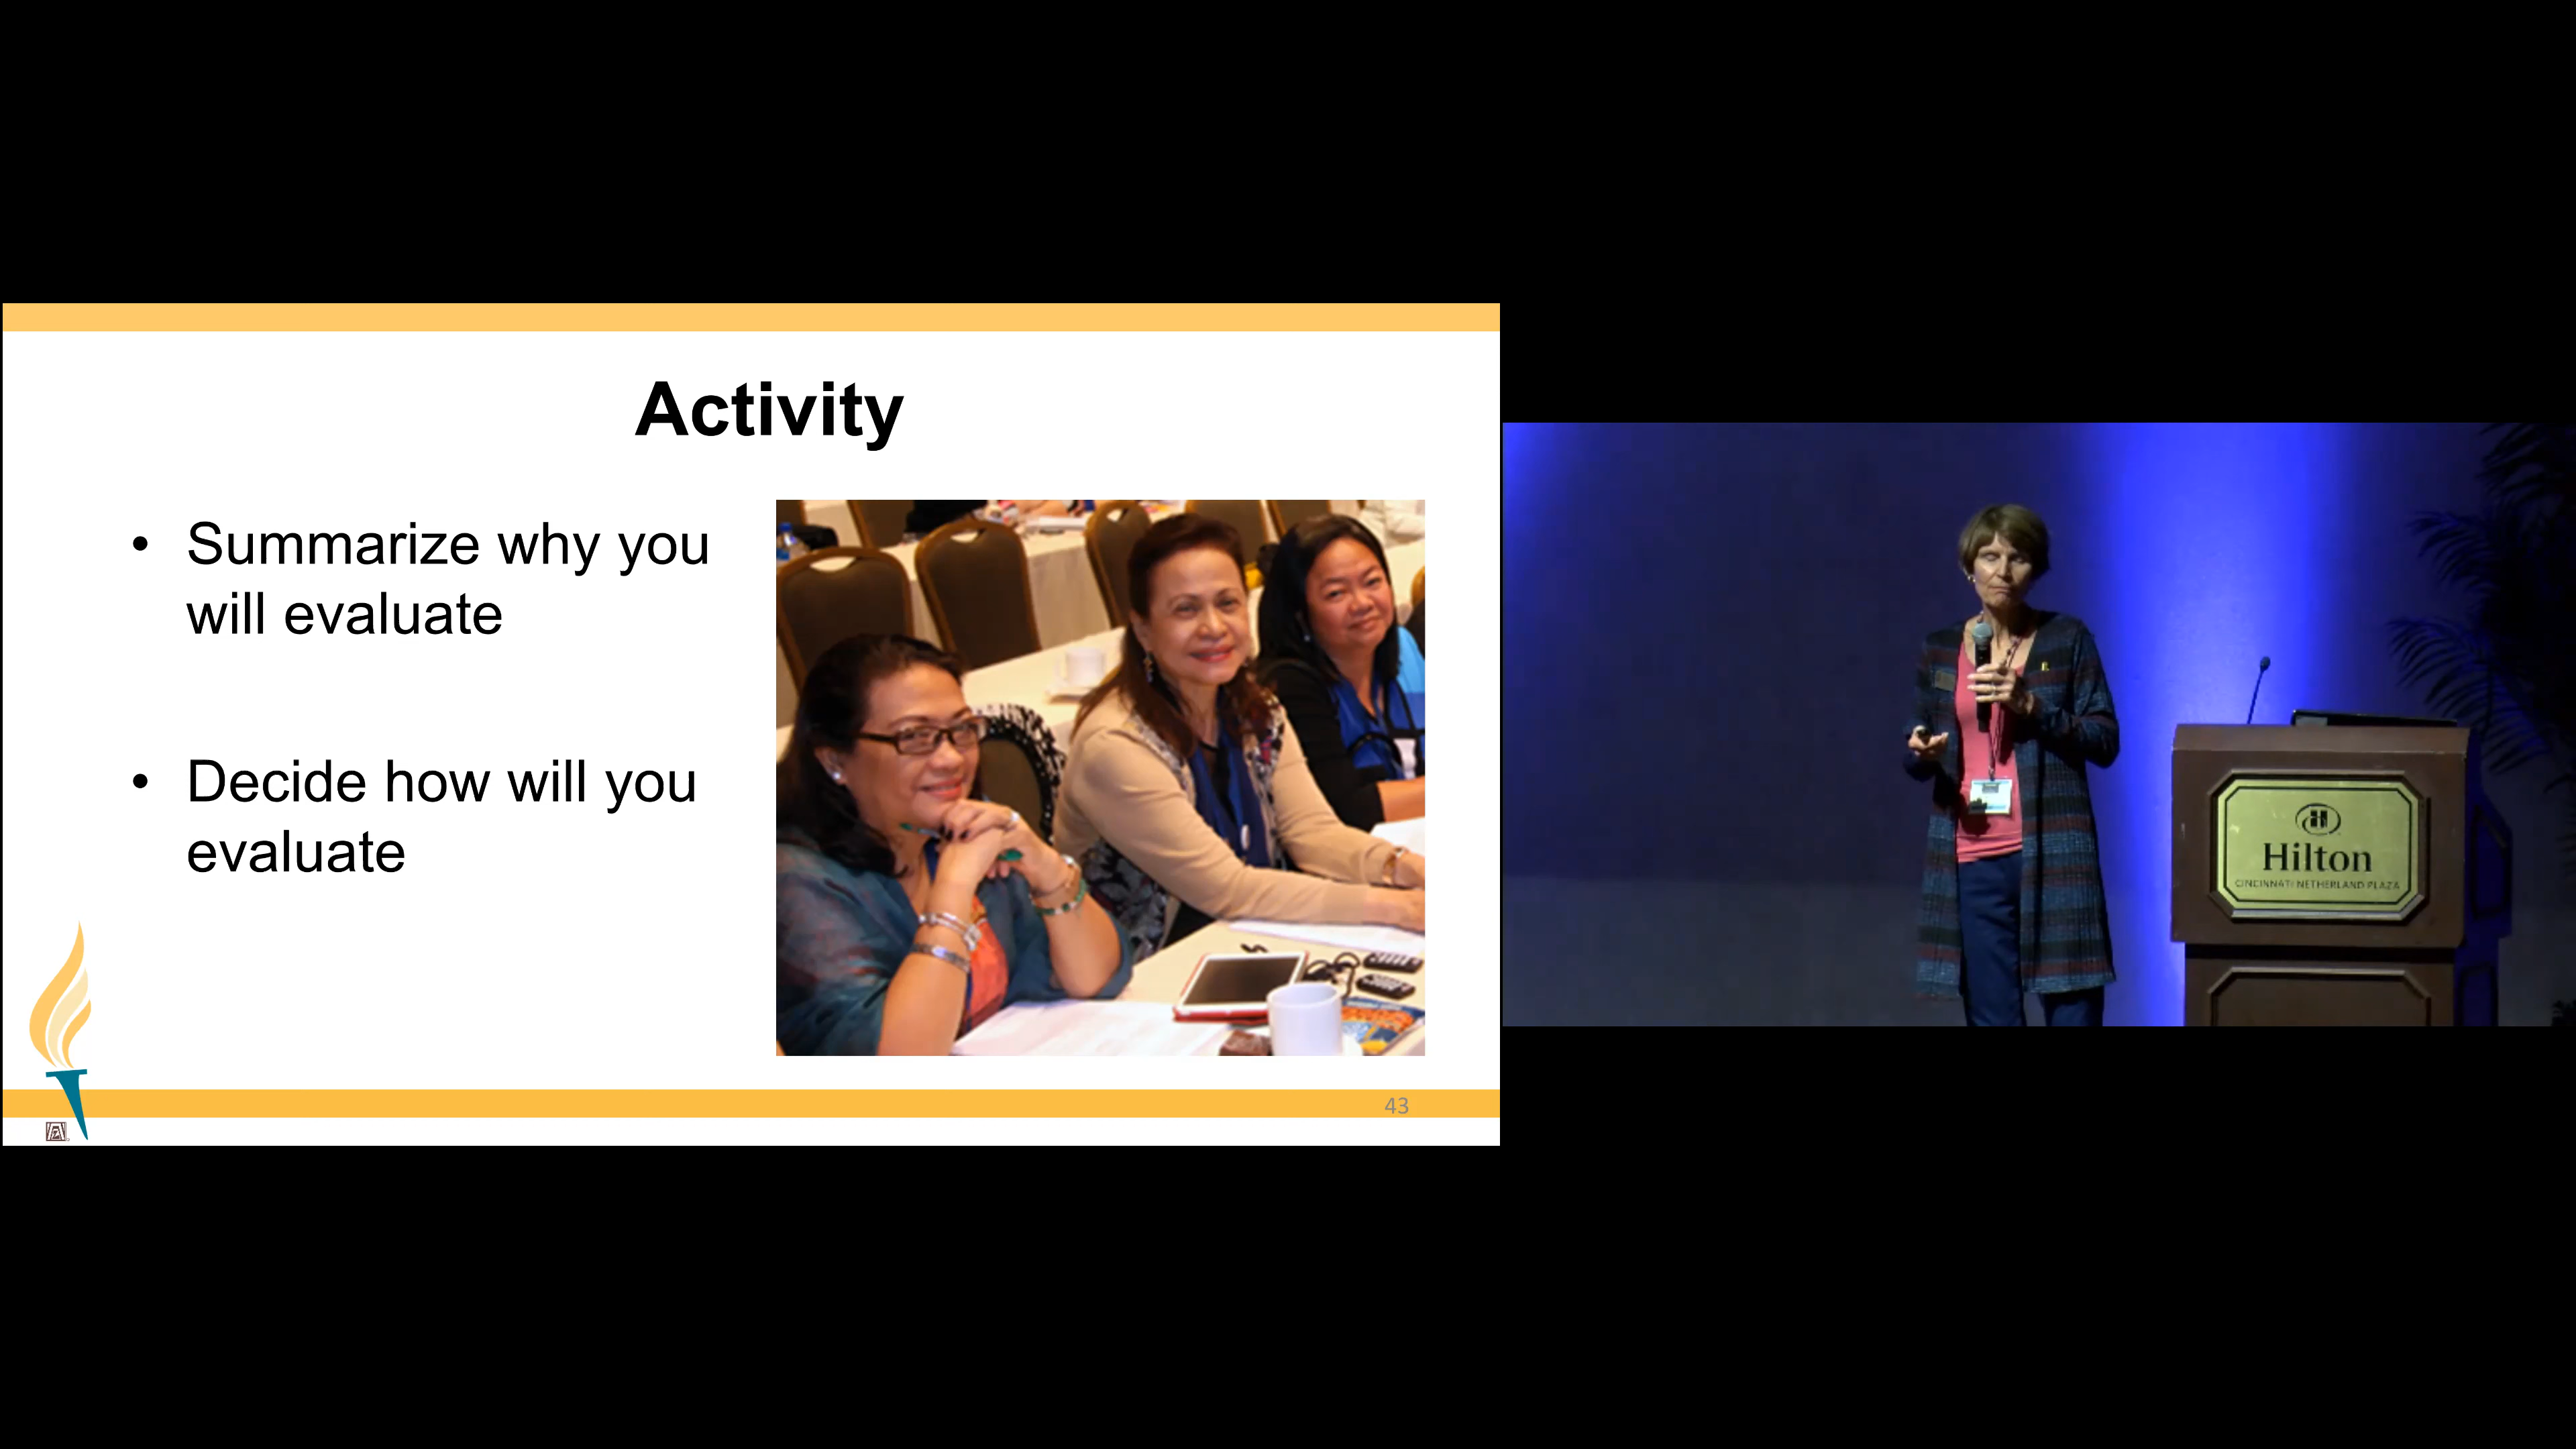 Activity
• Summarize why you
will evaluate
• Decide how will you
evaluate
43
Hilton
CINCINNATI NETHERLAND PLAZA